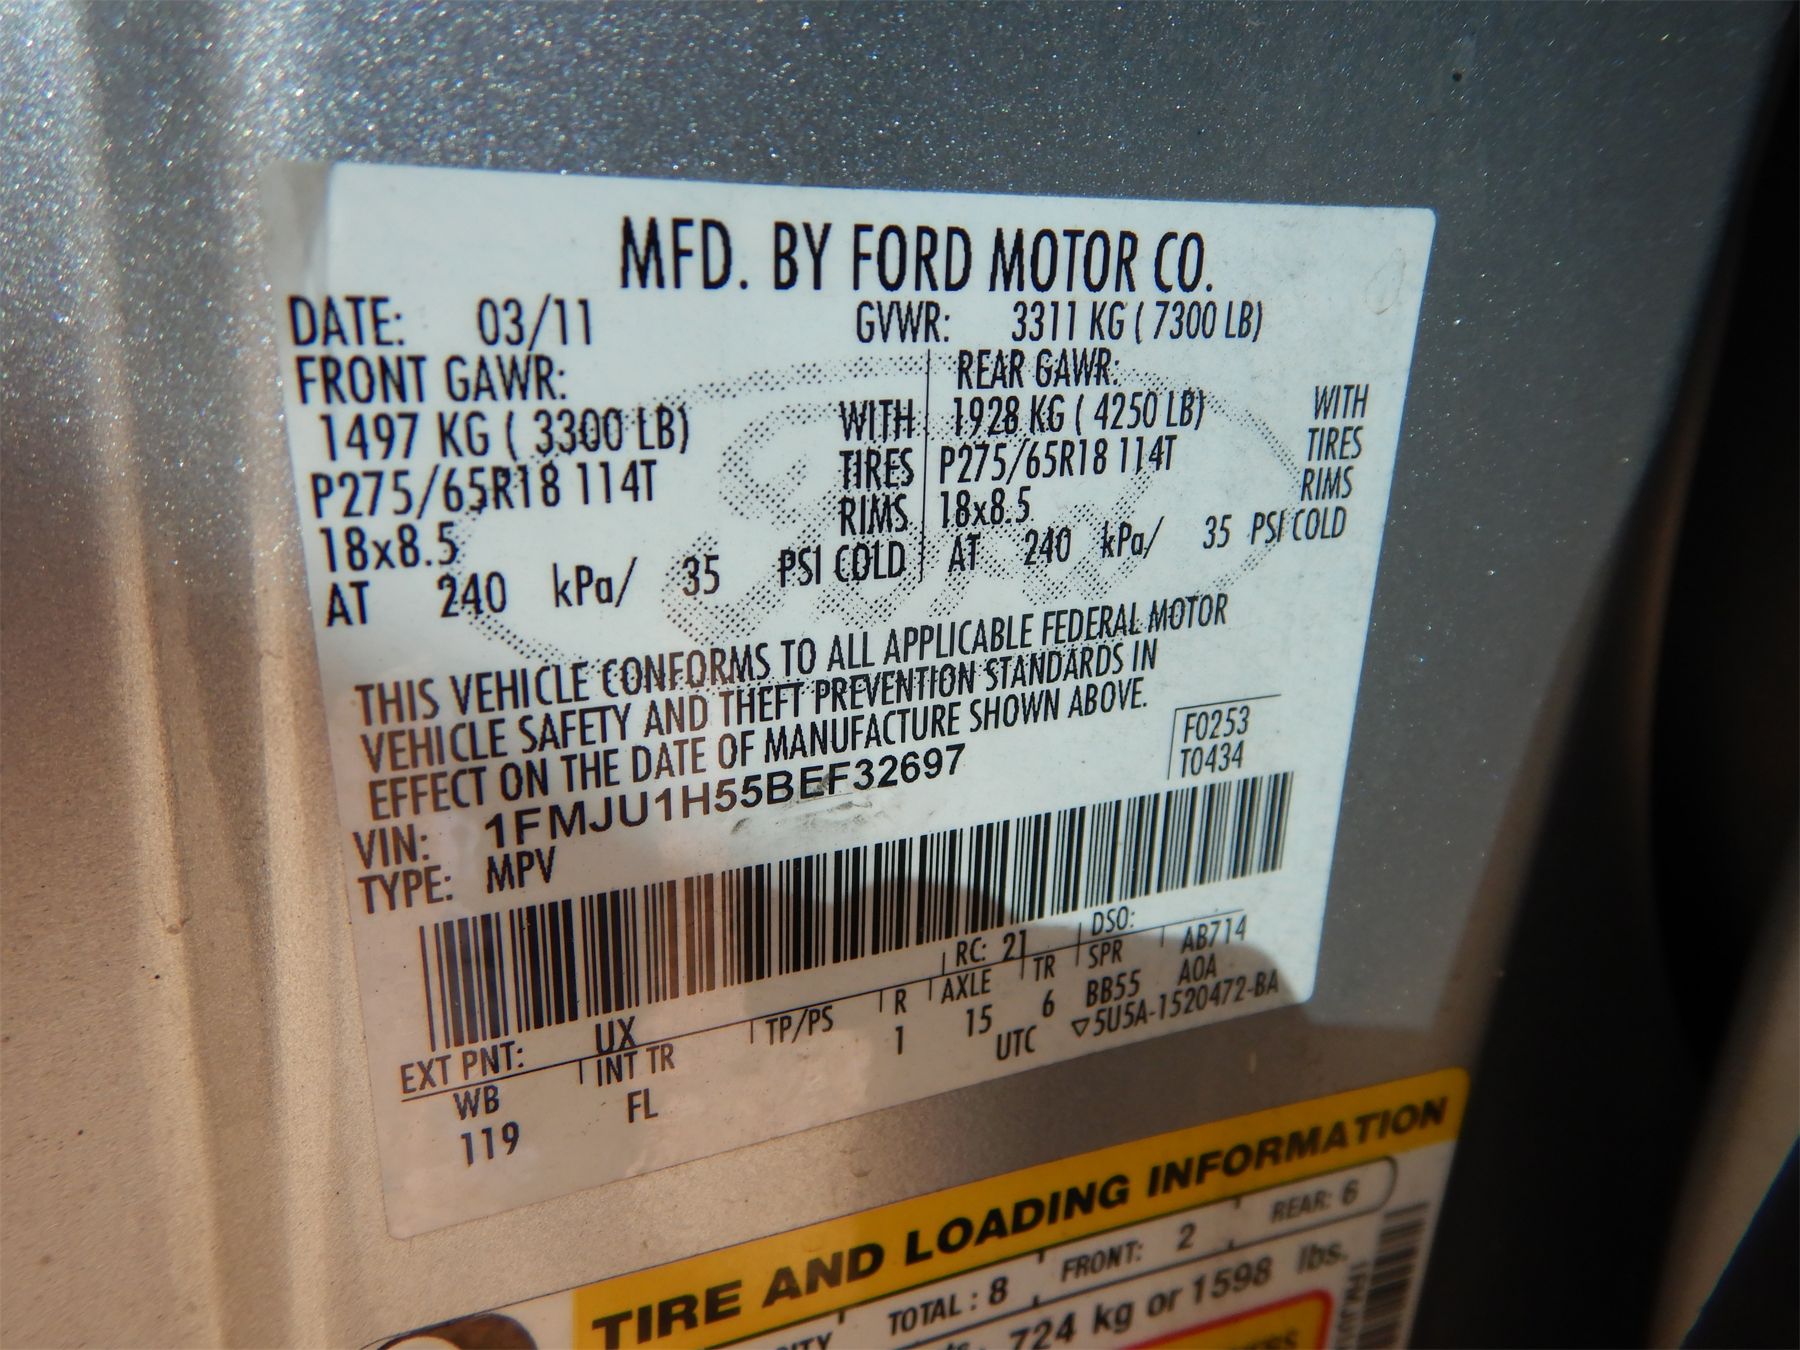 MFD. BY FORD MOTOR CO.
DATE: 03/11 GVWR: 3311 KG ( 7300 LB)
FRONT GAWR: REAR GAWR:
1497 KG ( 3300 LB) WITH 1928 KG ( 4250 LB) WITH
P275/65R18 114T TIRES P275/65R18 114T TIRES
18x8.5 RIMS 18x8.5 RIMS
AT 240 kPa/ 35 PSI COLD AT 240 kPa/ 35 PSI COLD
THIS VEHICLE CONFORMS TO ALL APPLICABLE FEDERAL MOTOR
VEHICLE SAFETY AND THEFT PREVENTION STANDARDS IN
EFFECT ON THE DATE OF MANUFACTURE SHOWN ABOVE.
F0253
T0434
VIN: 1FMJU1H55BEF32697
TYPE: MPV
EXT PNT: UX RC: 21 DSO: AB714
WB INT TR TP/PS R AXLE TR SPR A0A
119 FL 1 15 6 BB55
UTC ▽5U5A-1520472-BA
TIRE AND LOADING INFORMATION
TOTAL : 8 FRONT: 2 REAR: 6
724 kg or 1598 lbs.